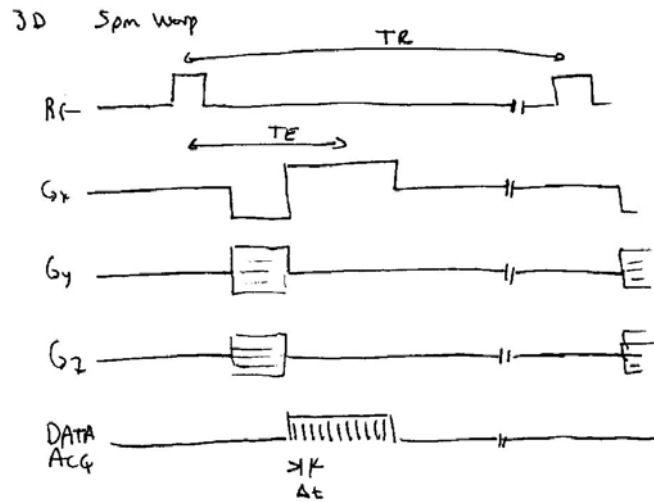 3D Spin Warp
TR
RF
TE
Gx
Gy
Gz
DATA
ACQ
Δt